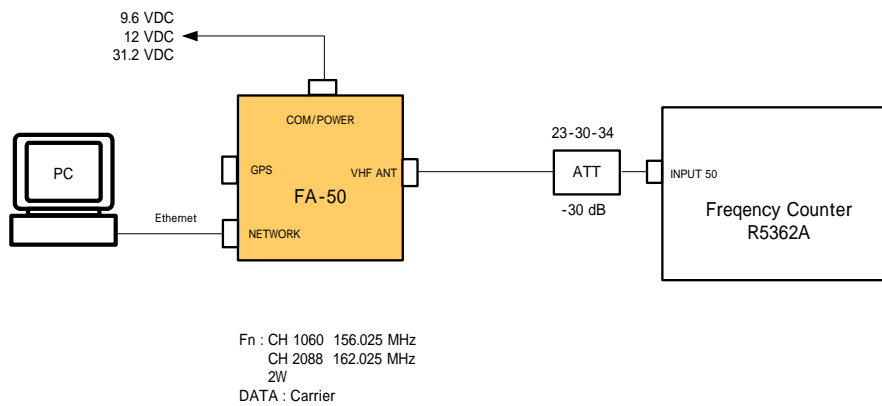 9.6 VDC
12 VDC
31.2 VDC
COM/POWER
PC
GPS
VHF ANT
FA-50
Ethernet
NETWORK
23-30-34
ATT
-30 dB
INPUT 50
Freqency Counter
R5362A
Fn : CH 1060 156.025 MHz
CH 2088 162.025 MHz
2W
DATA : Carrier